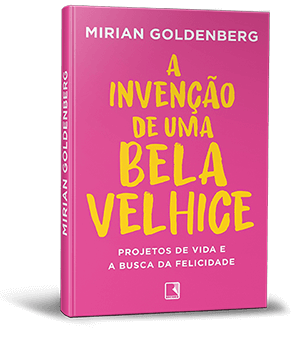 MIRIAN GOLDENBERG
A
INVENÇÃO
DE UMA
BELA
VELHICE
PROJETOS DE VIDA E
A BUSCA DA FELICIDADE
MIRIAN GOLDENBERG